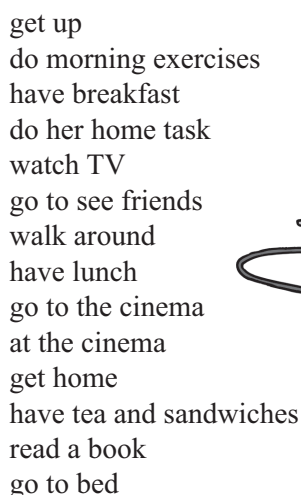 get up
do morning exercises
have breakfast
do her home task
watch TV
go to see friends
walk around
have lunch
go to the cinema
at the cinema
get home
have tea and sandwiches
read a book
go to bed